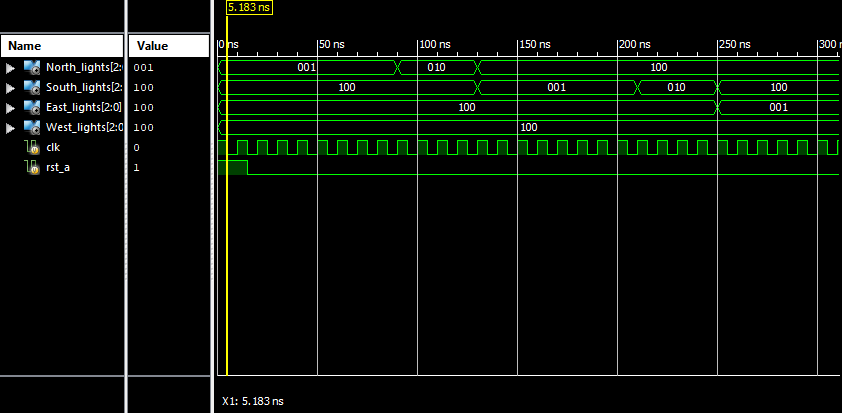 5.183 ns
Name Value 0 ns 50 ns 100 ns 150 ns 200 ns 250 ns 300 n
North_lights[2:0 001 001 010 100
South_lights[2: 100 100 001 010 100
East_lights[2:0] 100 100 001
West_lights[2:0 100 100
clk 0
rst_a 1
X1: 5.183 ns